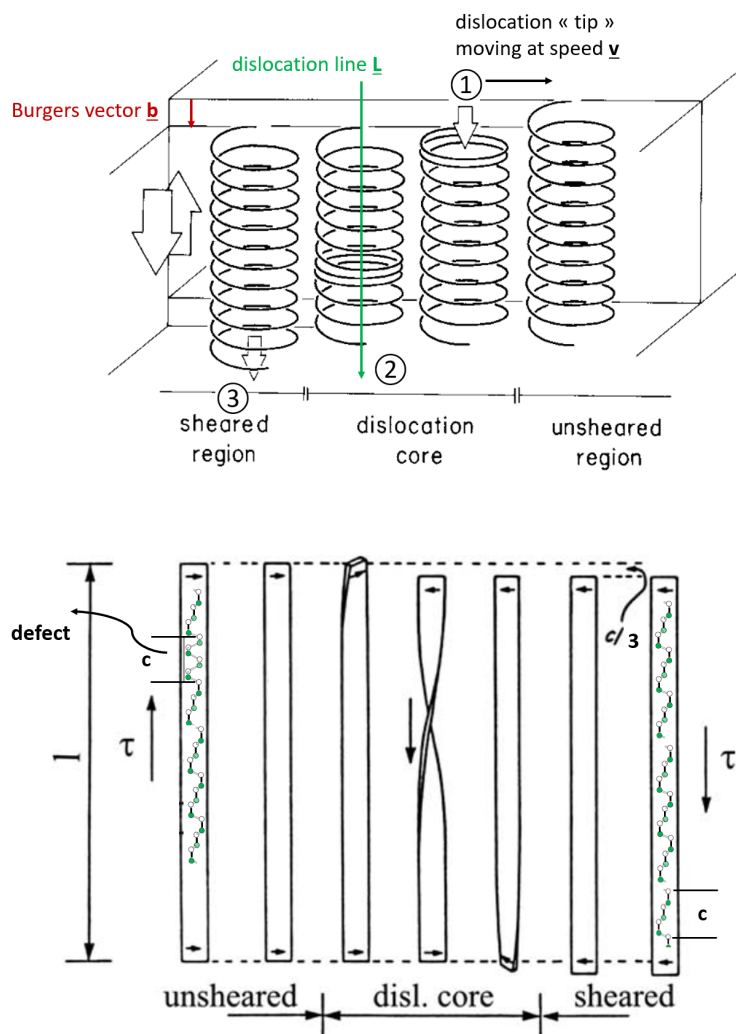 dislocation « tip »
moving at speed v
dislocation line L
1
Burgers vector b
2
3
sheared
region
dislocation
core
unsheared
region
defect
c
c/3
τ
l
τ
c
unsheared
disl. core
sheared